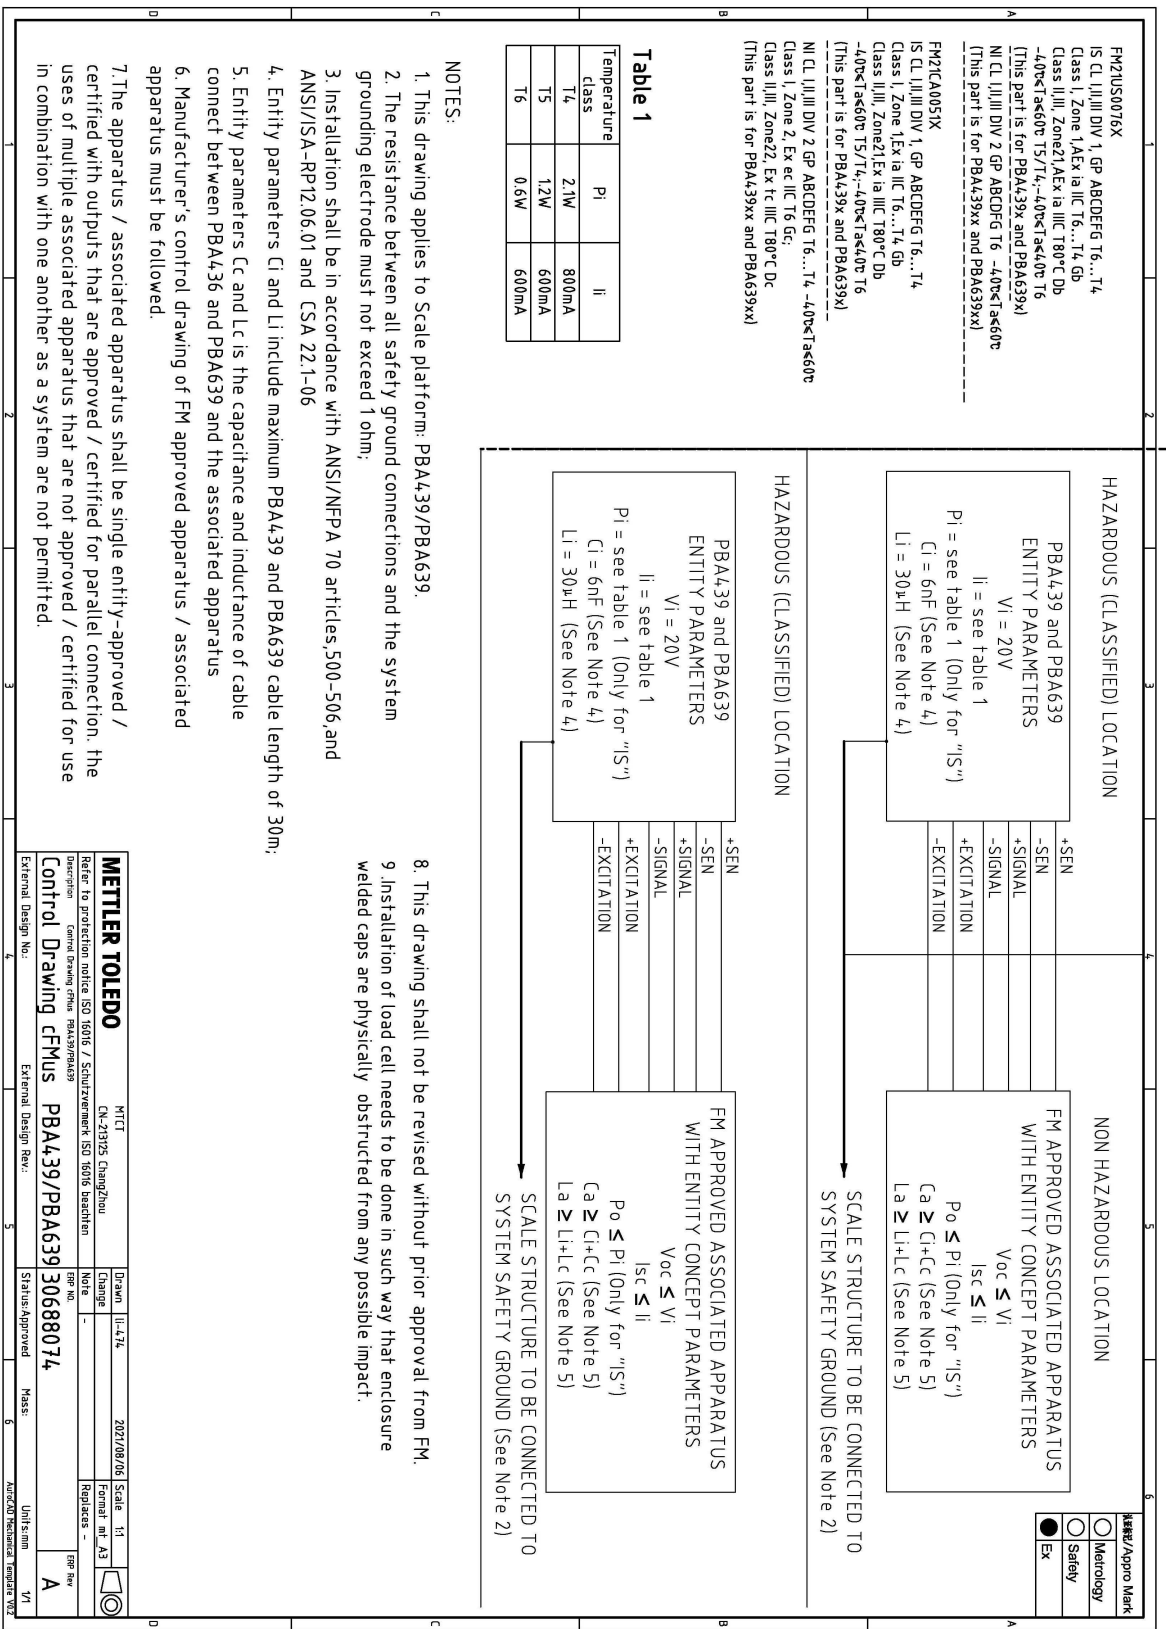 认证标记/Appro Mark
Metrology
Safety
Ex
FM21US0076X
IS CL I,II,III DIV 1, GP ABCDEFG T6...T4
Class I, Zone 1,AEx ia IIC T6...T4 Gb
Class II,III, Zone21,AEx ia IIIC T80°C Db
-40℃≤Ta≤60℃ T5/T4;-40℃≤Ta≤40℃ T6
(This part is for PBA439x and PBA639x)
NI CL I,II,III DIV 2 GP ABCDFG T6 -40℃≤Ta≤60℃
(This part is for PBA439xx and PBA639xx)
FM21CA0051X
IS CL I,II,III DIV 1, GP ABCDEFG T6...T4
Class I, Zone 1,Ex ia IIC T6...T4 Gb
Class II,III, Zone21,Ex ia IIIC T80°C Db
-40℃≤Ta≤60℃ T5/T4;-40℃≤Ta≤40℃ T6
(This part is for PBA439x and PBA639x)
NI CL I,II,III DIV 2 GP ABCDEFG T6...T4 -40℃≤Ta≤60℃
Class I, Zone 2, Ex ec IIC T6 Gc;
Class II,III, Zone22, Ex tc IIIC T80°C Dc
(This part is for PBA439xx and PBA639xx)
HAZARDOUS (CLASSIFIED) LOCATION
NON HAZARDOUS LOCATION
PBA439 and PBA639
ENTITY PARAMETERS
Vi = 20V
Ii = see table 1
Pi = see table 1 (Only for "IS")
Ci = 6nF (See Note 4)
Li = 30μH (See Note 4)
+SEN
-SEN
+SIGNAL
-SIGNAL
+EXCITATION
-EXCITATION
FM APPROVED ASSOCIATED APPARATUS
WITH ENTITY CONCEPT PARAMETERS
Voc ≤ Vi
Isc ≤ Ii
Po ≤ Pi (Only for "IS")
Ca ≥ Ci+Cc (See Note 5)
La ≥ Li+Lc (See Note 5)
SCALE STRUCTURE TO BE CONNECTED TO
SYSTEM SAFETY GROUND (See Note 2)
HAZARDOUS (CLASSIFIED) LOCATION
PBA439 and PBA639
ENTITY PARAMETERS
Vi = 20V
Ii = see table 1
Pi = see table 1 (Only for "IS")
Ci = 6nF (See Note 4)
Li = 30μH (See Note 4)
+SEN
-SEN
+SIGNAL
-SIGNAL
+EXCITATION
-EXCITATION
FM APPROVED ASSOCIATED APPARATUS
WITH ENTITY CONCEPT PARAMETERS
Voc ≤ Vi
Isc ≤ Ii
Po ≤ Pi (Only for "IS")
Ca ≥ Ci+Cc (See Note 5)
La ≥ Li+Lc (See Note 5)
SCALE STRUCTURE TO BE CONNECTED TO
SYSTEM SAFETY GROUND (See Note 2)
Table 1
Temperature class Pi Ii
T4 2.1W 800mA
T5 1.2W 600mA
T6 0.6W 600mA
NOTES:
1. This drawing applies to Scale platform: PBA439/PBA639.
2. The resistance between all safety ground connections and the system
grounding electrode must not exceed 1 ohm;
3. Installation shall be in accordance with ANSI/NFPA 70 articles,500-506,and
ANSI/ISA-RP12.06.01 and CSA 22.1-06
4. Entity parameters Ci and Li include maximum PBA439 and PBA639 cable length of 30m;
5. Entity parameters Cc and Lc is the capacitance and inductance of cable
connect between PBA436 and PBA639 and the associated apparatus
6. Manufacturer's control drawing of FM approved apparatus / associated
apparatus must be followed.
7.The apparatus / associated apparatus shall be single entity-approved /
certified with outputs that are approved / certified for parallel connection. the
uses of multiple associated apparatus that are not approved / certified for use
in combination with one another as a system are not permitted.
8. This drawing shall not be revised without prior approval from FM.
9 .Installation of load cell needs to be done in such way that enclosure
welded caps are physically obstructed from any possible impact.
METTLER TOLEDO
MTCT
CN-213125 ChangZhou
Refer to protection notice ISO 16016 / Schutzvermerk ISO 16016 beachten
Description Control Drawing cFMus PBA439/PBA639
Control Drawing cFMus PBA439/PBA639
External Design No.: External Design Rev.:
Drawn li-474 2021/08/06
Change
Note -
Scale 1:1
Format mt_A3
Replaces -
ERP NO. 30688074
ERP Rev A
Status:Approved Mass: Units:mm 1/1
AutoCAD Mechanical Template V0.2
1 2 3 4 5 6
A B C D